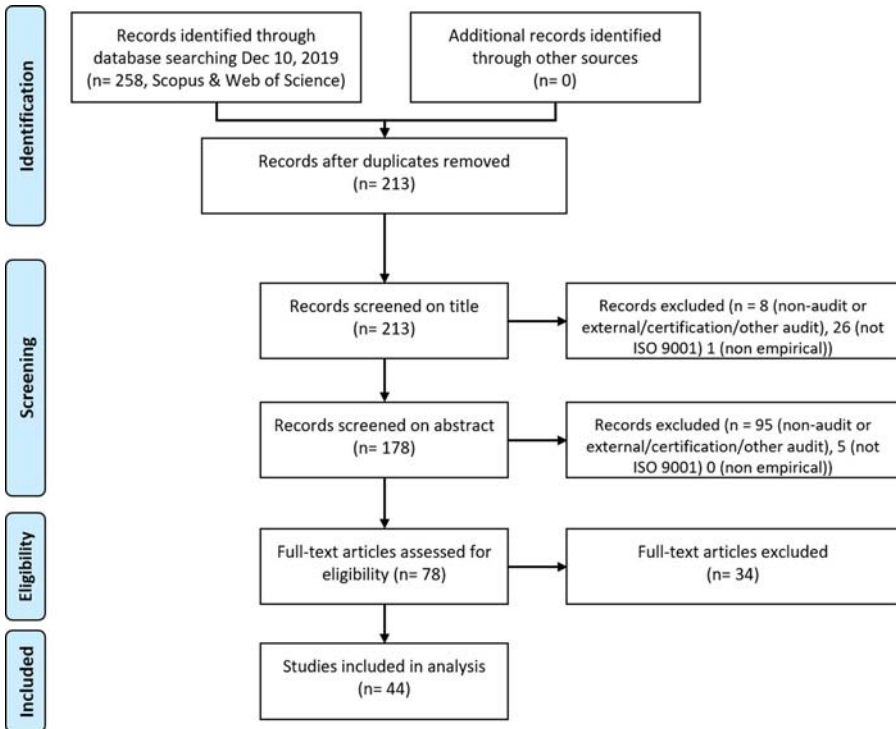 Identification
Records identified through
database searching Dec 10, 2019
(n= 258, Scopus & Web of Science)
Additional records identified
through other sources
(n= 0)
Records after duplicates removed
(n= 213)
Screening
Records screened on title
(n= 213)
Records excluded (n = 8 (non-audit or
external/certification/other audit), 26 (not
ISO 9001) 1 (non empirical))
Records screened on abstract
(n= 178)
Records excluded (n = 95 (non-audit or
external/certification/other audit), 5 (not
ISO 9001) 0 (non empirical))
Eligibility
Full-text articles assessed for
eligibility (n= 78)
Full-text articles excluded
(n= 34)
Included
Studies included in analysis
(n= 44)